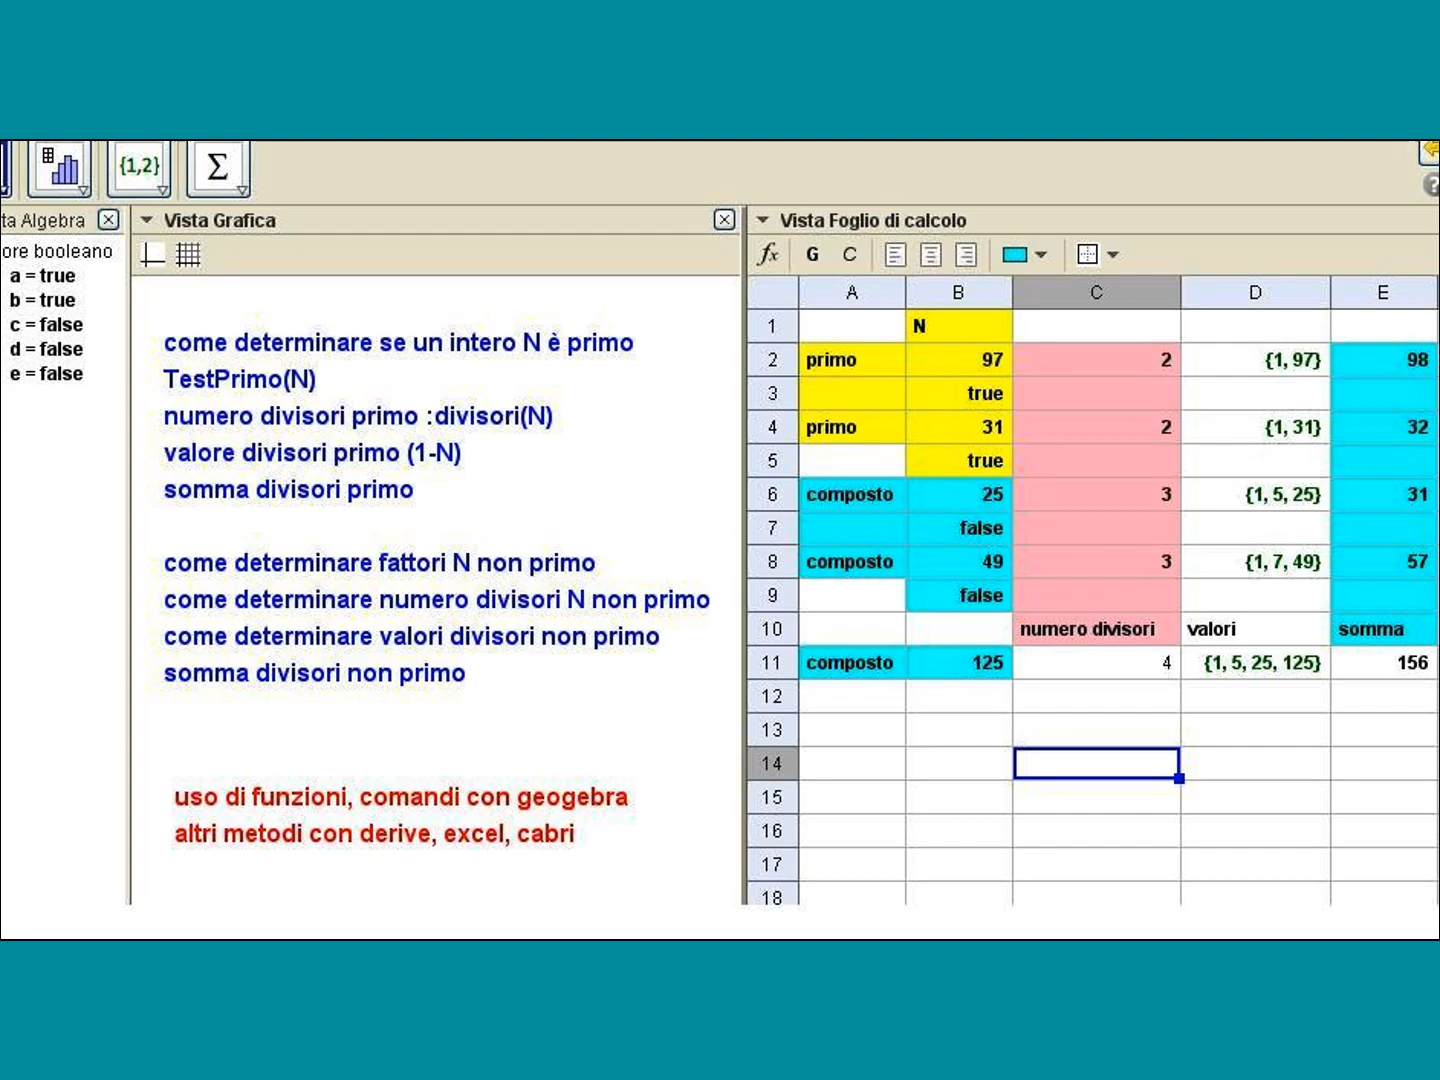 {1,2} Σ
ta Algebra
Vista Grafica
Vista Foglio di calcolo
ore booleano
fx G C
a = true
b = true
c = false
d = false
e = false
come determinare se un intero N è primo
TestPrimo(N)
numero divisori primo :divisori(N)
valore divisori primo (1-N)
somma divisori primo
come determinare fattori N non primo
come determinare numero divisori N non primo
come determinare valori divisori non primo
somma divisori non primo
uso di funzioni, comandi con geogebra
altri metodi con derive, excel, cabri
A B C D E
1 N
2 primo 97 2 {1, 97} 98
3 true
4 primo 31 2 {1, 31} 32
5 true
6 composto 25 3 {1, 5, 25} 31
7 false
8 composto 49 3 {1, 7, 49} 57
9 false
10 numero divisori valori somma
11 composto 125 4 {1, 5, 25, 125} 156
12
13
14
15
16
17
18